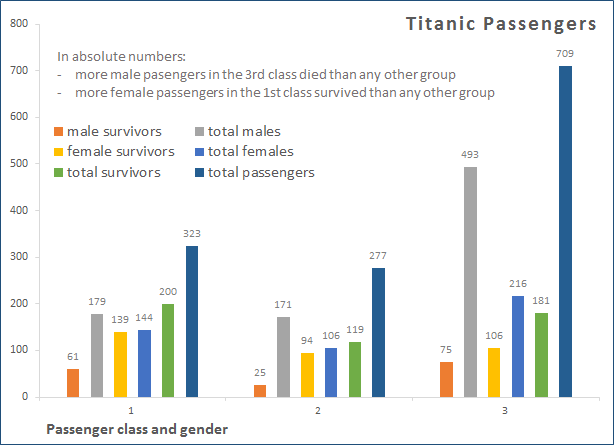 Titanic Passengers
In absolute numbers:
- more male pasengers in the 3rd class died than any other group
- more female passengers in the 1st class survived than any other group
male survivors
total males
female survivors
total females
total survivors
total passengers
800
700
600
500
400
300
200
100
0
61
179
139
144
200
323
25
171
94
106
119
277
75
493
106
216
181
709
1
2
3
Passenger class and gender